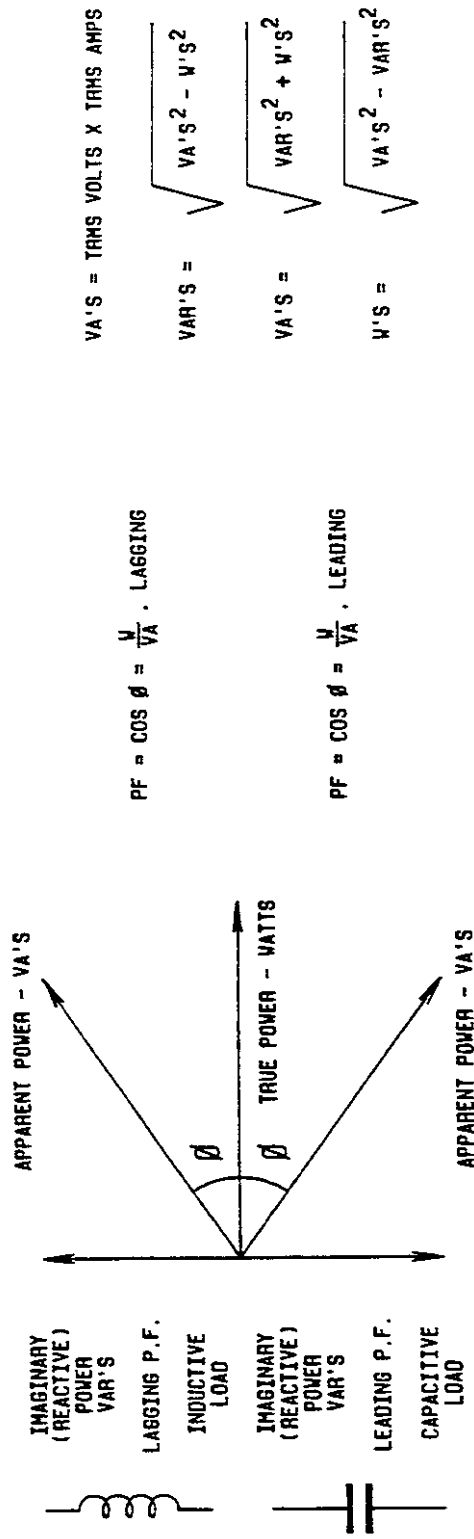 IMAGINARY
(REACTIVE)
POWER
VAR'S
LAGGING P.F.
INDUCTIVE
LOAD
IMAGINARY
(REACTIVE)
POWER
VAR'S
LEADING P.F.
CAPACITIVE
LOAD
APPARENT POWER - VA'S
Ø
TRUE POWER - WATTS
Ø
APPARENT POWER - VA'S
PF = COS Ø = W/VA , LAGGING
PF = COS Ø = W/VA , LEADING
VA'S = TRMS VOLTS X TRMS AMPS
VAR'S = √VA'S² - W'S²
VA'S = √VAR'S² + W'S²
W'S = √VA'S² - VAR'S²